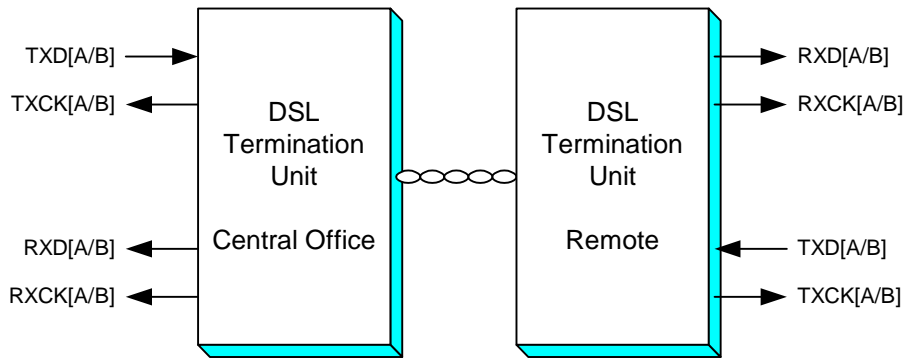 TXD[A/B]
TXCK[A/B]
RXD[A/B]
RXCK[A/B]
DSL
Termination
Unit
Central Office
DSL
Termination
Unit
Remote
RXD[A/B]
RXCK[A/B]
TXD[A/B]
TXCK[A/B]